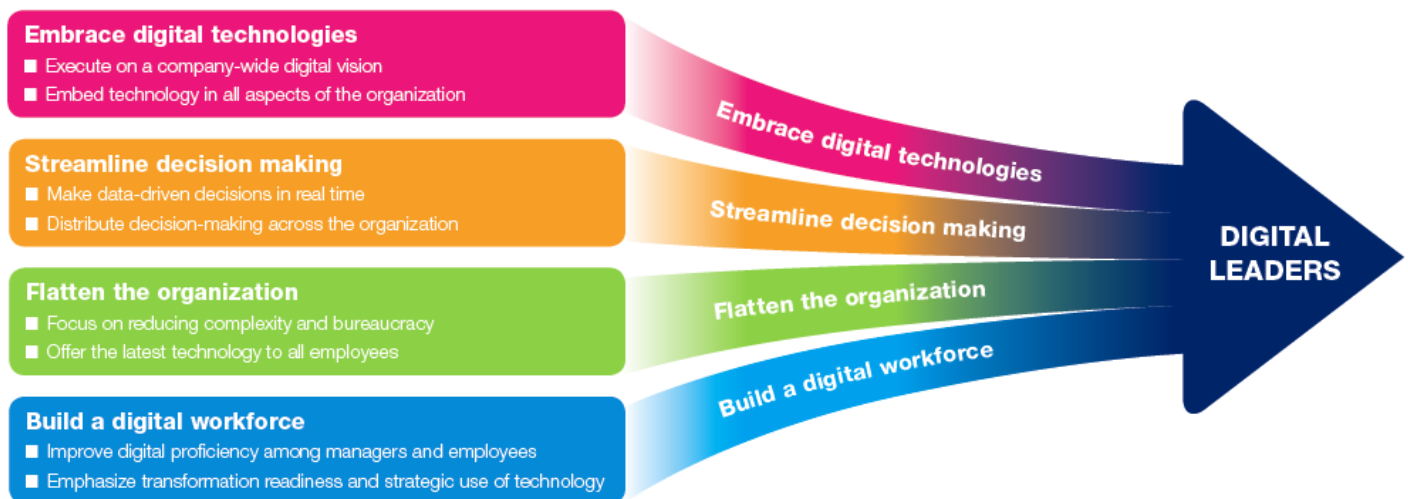 Embrace digital technologies
■ Execute on a company-wide digital vision
■ Embed technology in all aspects of the organization
Streamline decision making
■ Make data-driven decisions in real time
■ Distribute decision-making across the organization
Flatten the organization
■ Focus on reducing complexity and bureaucracy
■ Offer the latest technology to all employees
Build a digital workforce
■ Improve digital proficiency among managers and employees
■ Emphasize transformation readiness and strategic use of technology
Embrace digital technologies
Streamline decision making
Flatten the organization
Build a digital workforce
DIGITAL
LEADERS